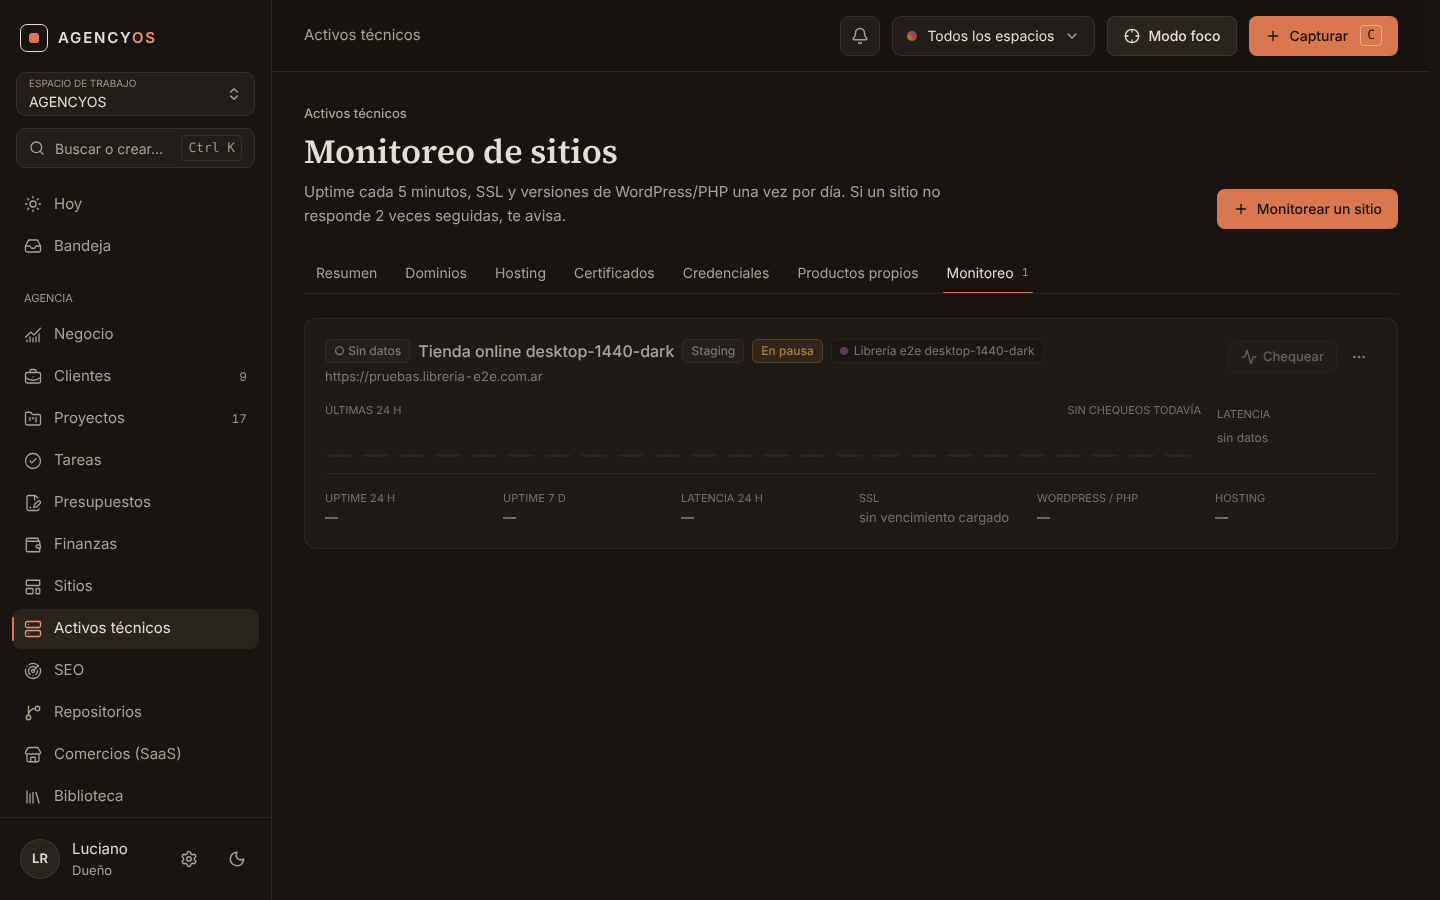 AGENCYOS
ESPACIO DE TRABAJO
AGENCYOS
Buscar o crear... Ctrl K
Hoy
Bandeja
AGENCIA
Negocio
Clientes 9
Proyectos 17
Tareas
Presupuestos
Finanzas
Sitios
Activos técnicos
SEO
Repositorios
Comercios (SaaS)
Biblioteca
LR
Luciano
Dueño
Activos técnicos
Todos los espacios
Modo foco
Capturar C
Activos técnicos
Monitoreo de sitios
Uptime cada 5 minutos, SSL y versiones de WordPress/PHP una vez por día. Si un sitio no
responde 2 veces seguidas, te avisa.
Monitorear un sitio
Resumen Dominios Hosting Certificados Credenciales Productos propios Monitoreo 1
Sin datos Tienda online desktop-1440-dark Staging En pausa Librería e2e desktop-1440-dark
Chequear
https://pruebas.libreria-e2e.com.ar
ÚLTIMAS 24 H SIN CHEQUEOS TODAVÍA
LATENCIA
sin datos
UPTIME 24 H UPTIME 7 D LATENCIA 24 H SSL WORDPRESS / PHP HOSTING
— — — sin vencimiento cargado — —